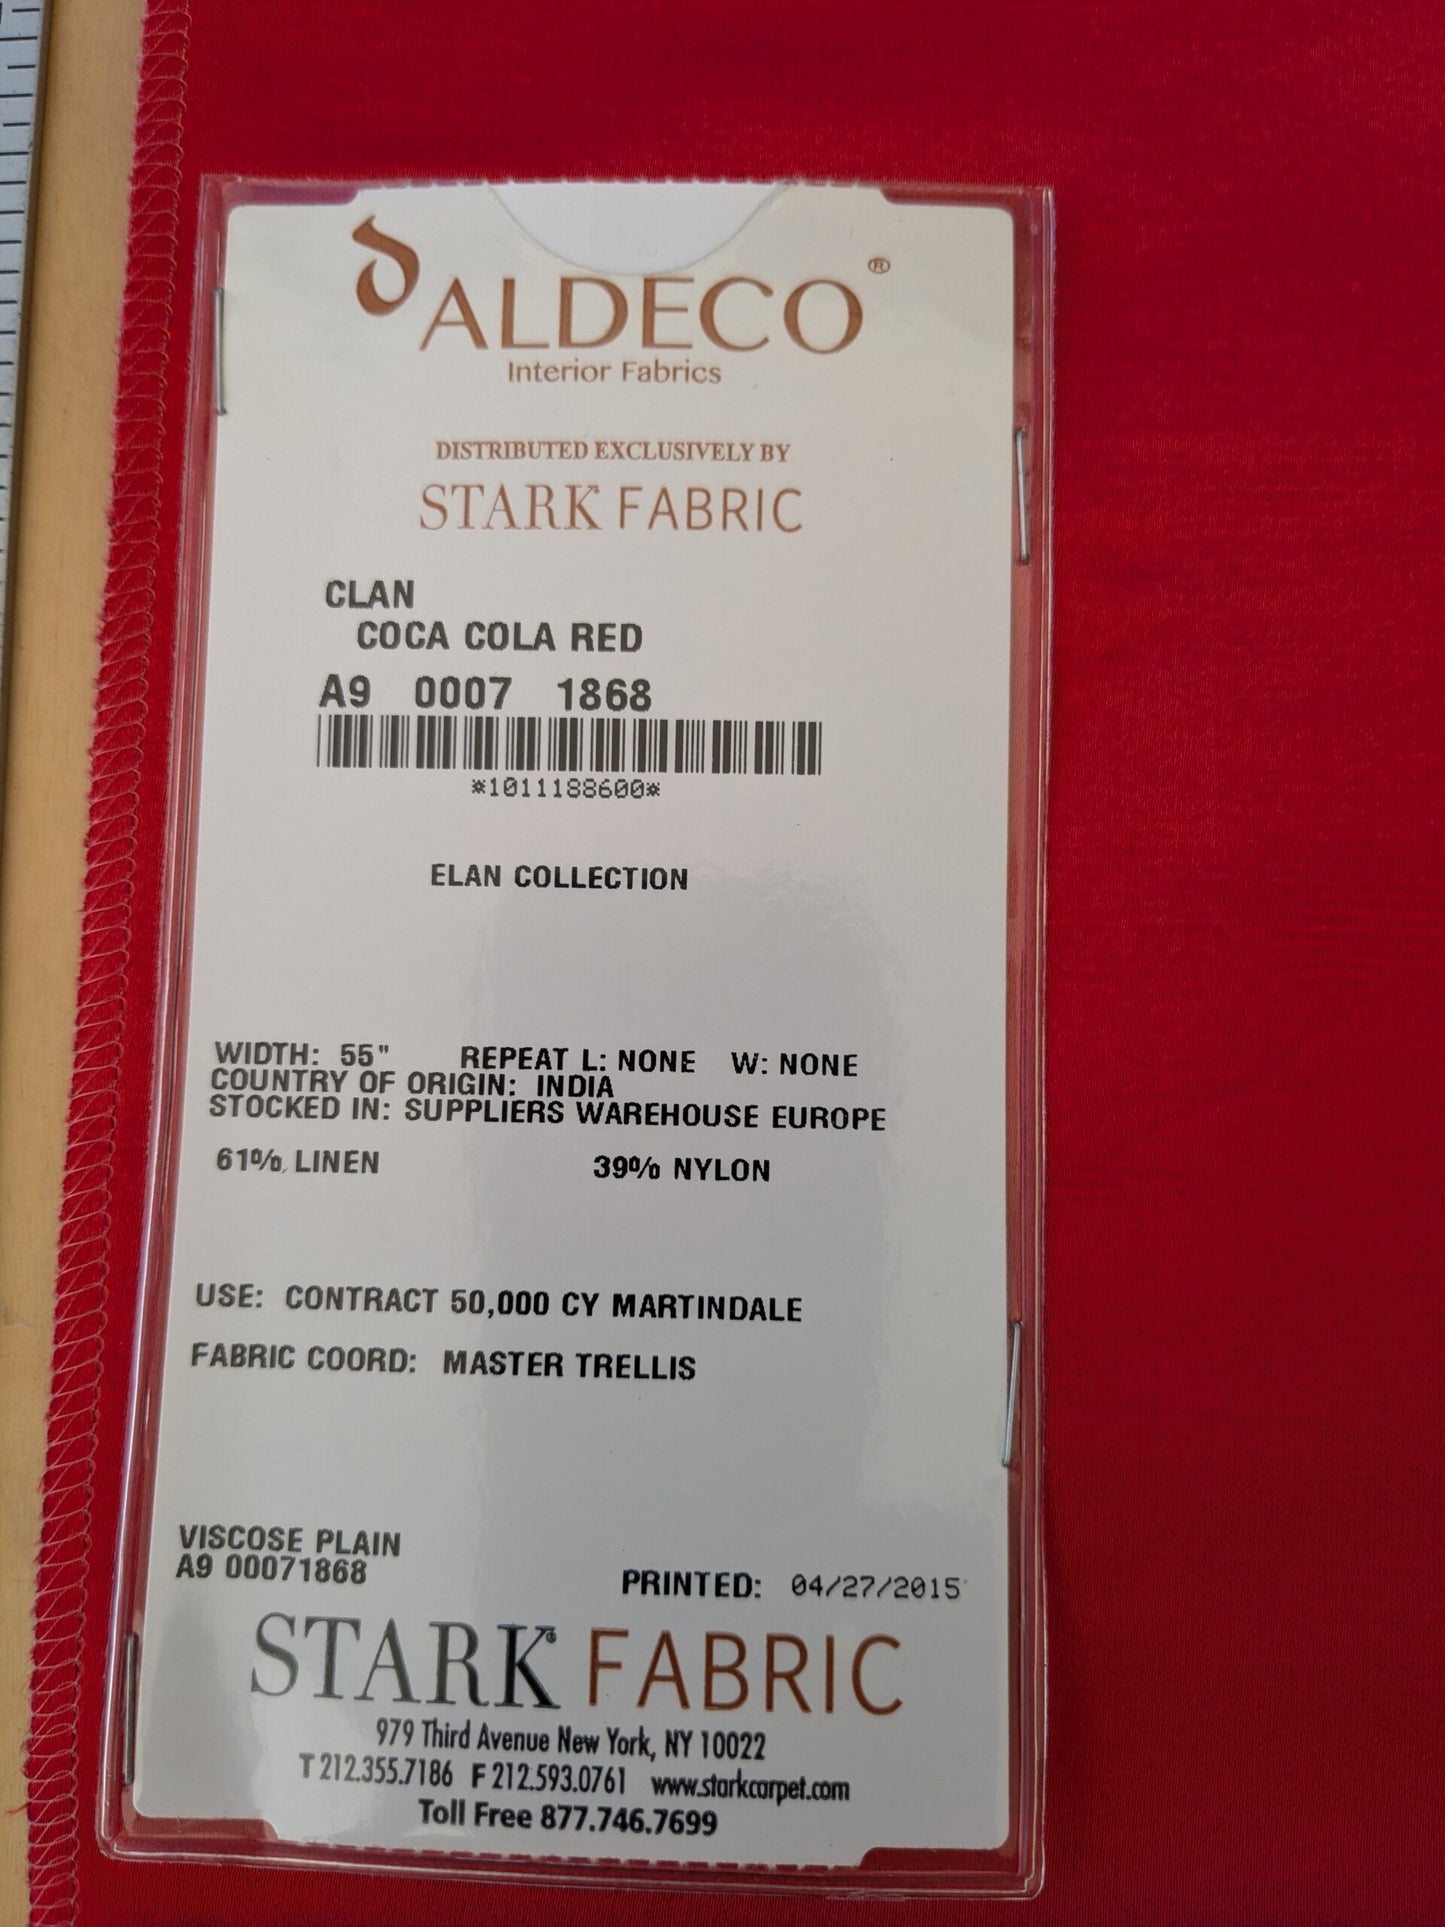 ALDECO®
Interior Fabrics
DISTRIBUTED EXCLUSIVELY BY
STARK® FABRIC
CLAN
COCA COLA RED
A9 0007 1868
*1011188600*
ELAN COLLECTION
WIDTH: 55" REPEAT L: NONE W: NONE
COUNTRY OF ORIGIN: INDIA
STOCKED IN: SUPPLIERS WAREHOUSE EUROPE
61% LINEN 39% NYLON
USE: CONTRACT 50,000 CY MARTINDALE
FABRIC COORD: MASTER TRELLIS
VISCOSE PLAIN
A9 00071868
PRINTED: 04/27/2015
STARK® FABRIC
979 Third Avenue New York, NY 10022
T 212.355.7186 F 212.593.0761 www.starkcarpet.com
Toll Free 877.746.7699